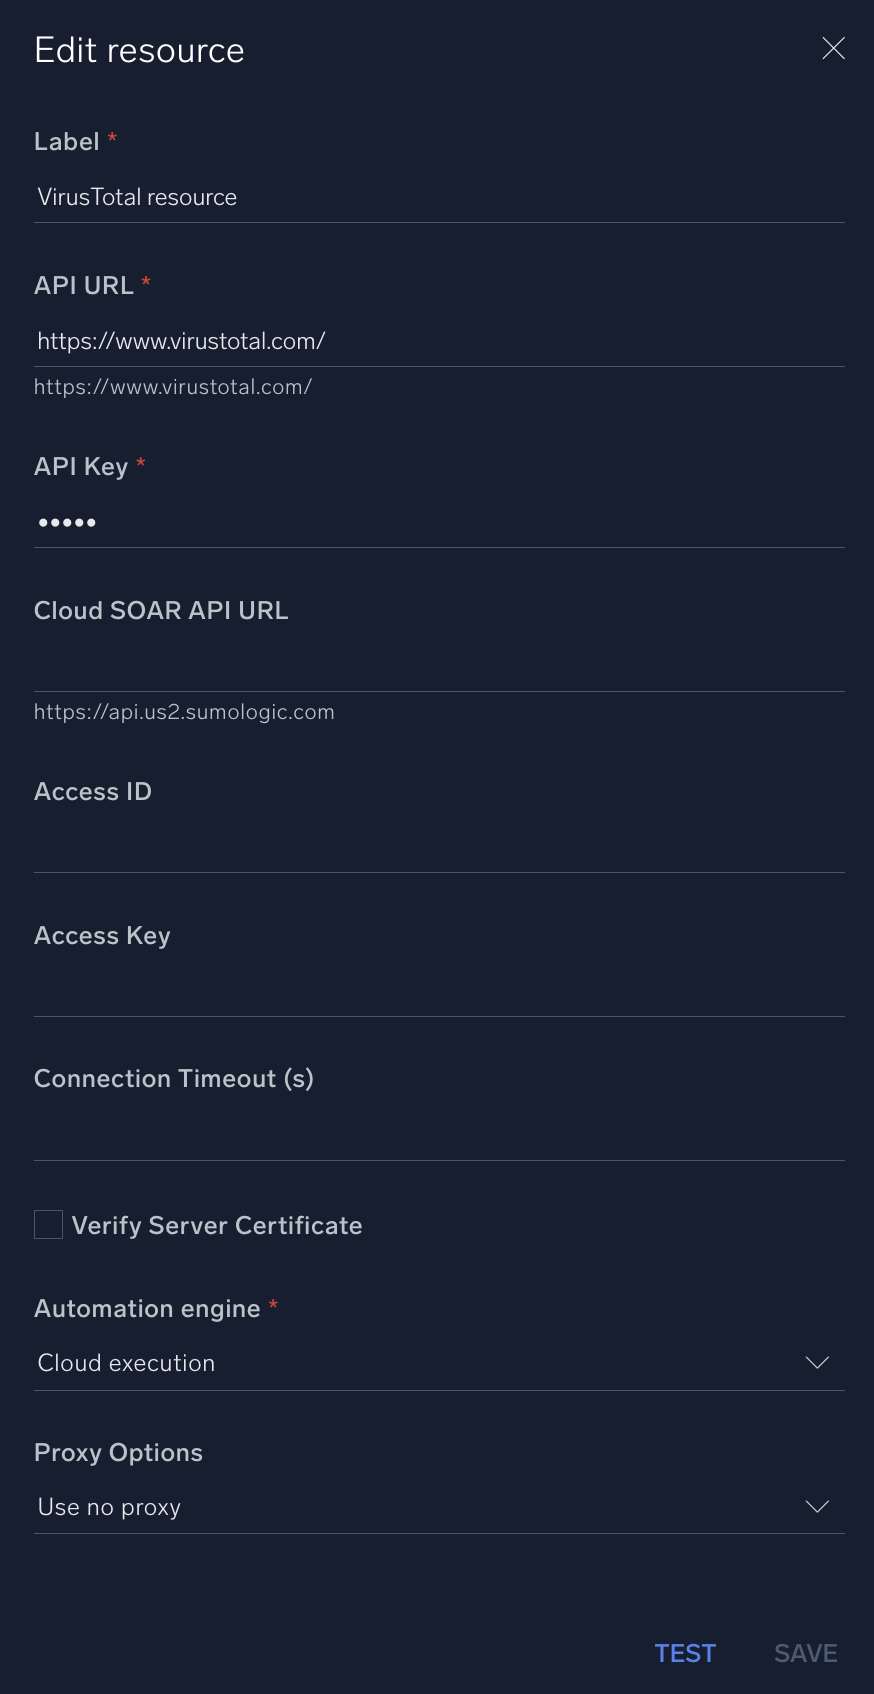 Edit resource
Label *
VirusTotal resource
API URL *
https://www.virustotal.com/
https://www.virustotal.com/
API Key *
•••••
Cloud SOAR API URL
https://api.us2.sumologic.com
Access ID
Access Key
Connection Timeout (s)
Verify Server Certificate
Automation engine *
Cloud execution
Proxy Options
Use no proxy
TEST SAVE